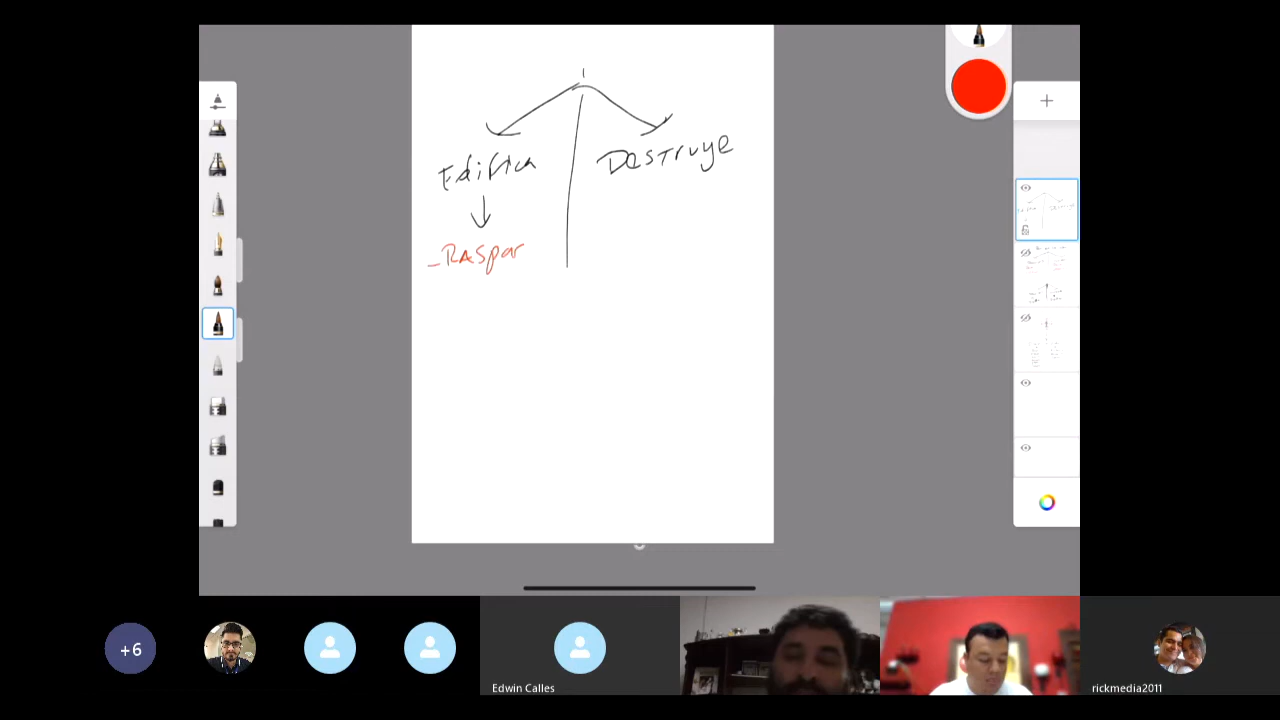 Edifica
Destruye
-RAspar
+6
Edwin Calles
rickmedia2011